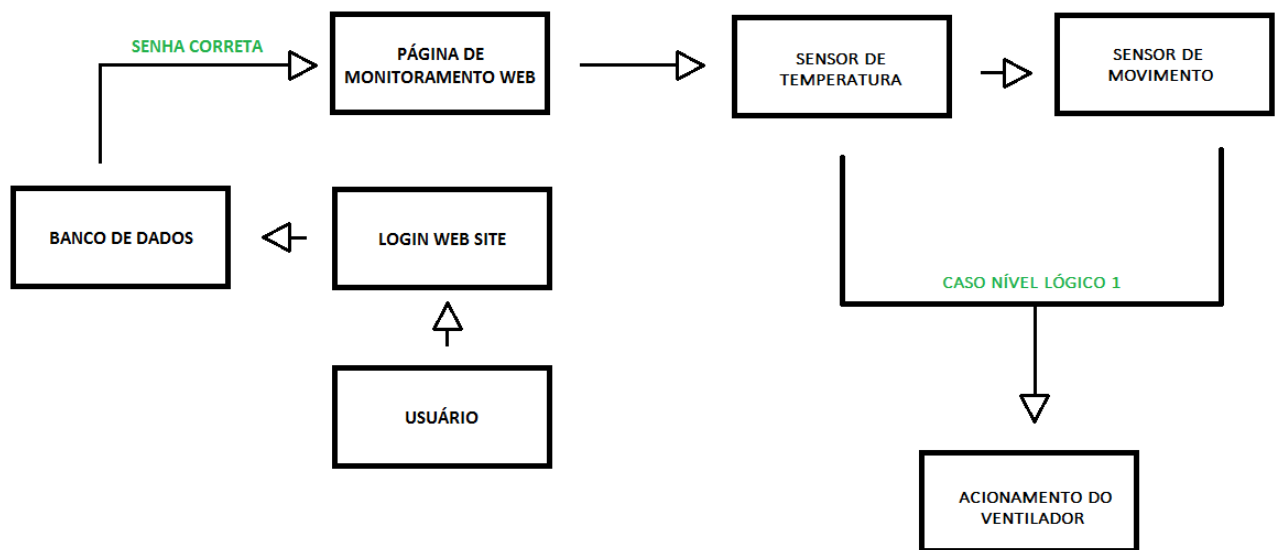 SENHA CORRETA
PÁGINA DE
MONITORAMENTO WEB
SENSOR DE
TEMPERATURA
SENSOR DE
MOVIMENTO
BANCO DE DADOS
LOGIN WEB SITE
CASO NÍVEL LÓGICO 1
USUÁRIO
ACIONAMENTO DO
VENTILADOR